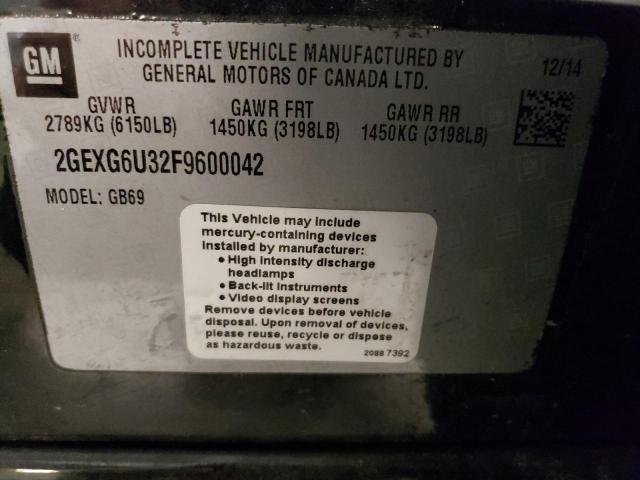 GM ®
INCOMPLETE VEHICLE MANUFACTURED BY
GENERAL MOTORS OF CANADA LTD.
12/14
GVWR GAWR FRT GAWR RR
2789KG (6150LB) 1450KG (3198LB) 1450KG (3198LB)
2GEXG6U32F9600042
MODEL: GB69
This Vehicle may include
mercury-containing devices
installed by manufacturer:
• High intensity discharge
headlamps
• Back-lit instruments
• Video display screens
Remove devices before vehicle
disposal. Upon removal of devices,
please reuse, recycle or dispose
as hazardous waste.
2088 7392